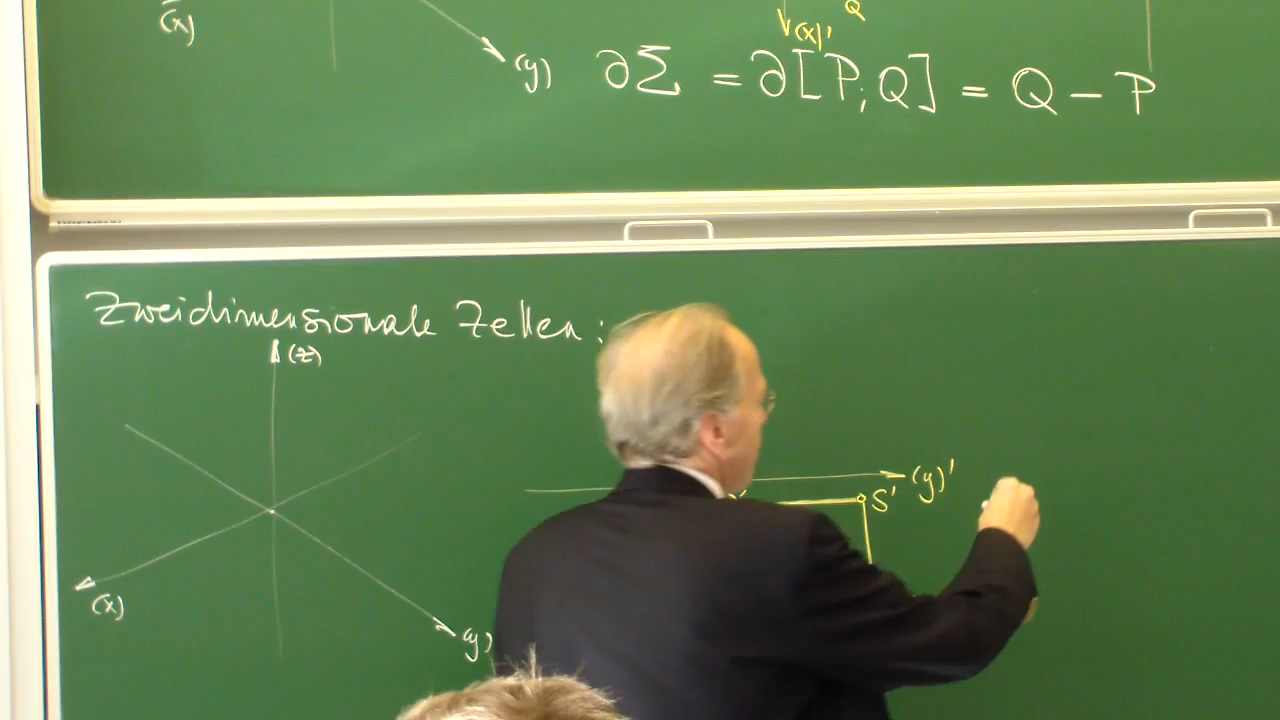 (x)
(y)
(x)'
Q
∂Σ = ∂[P;Q] = Q - P
Zweidimensionale Zellen:
(z)
(x)
(y)
S'
(y)'